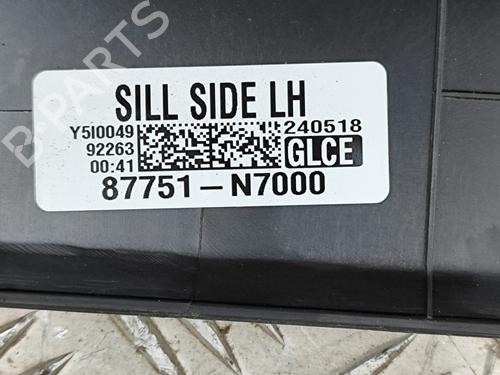 SILL SIDE LH
Y5I0049 240518
92263 GLCE
00:41
87751-N7000
B-PARTS